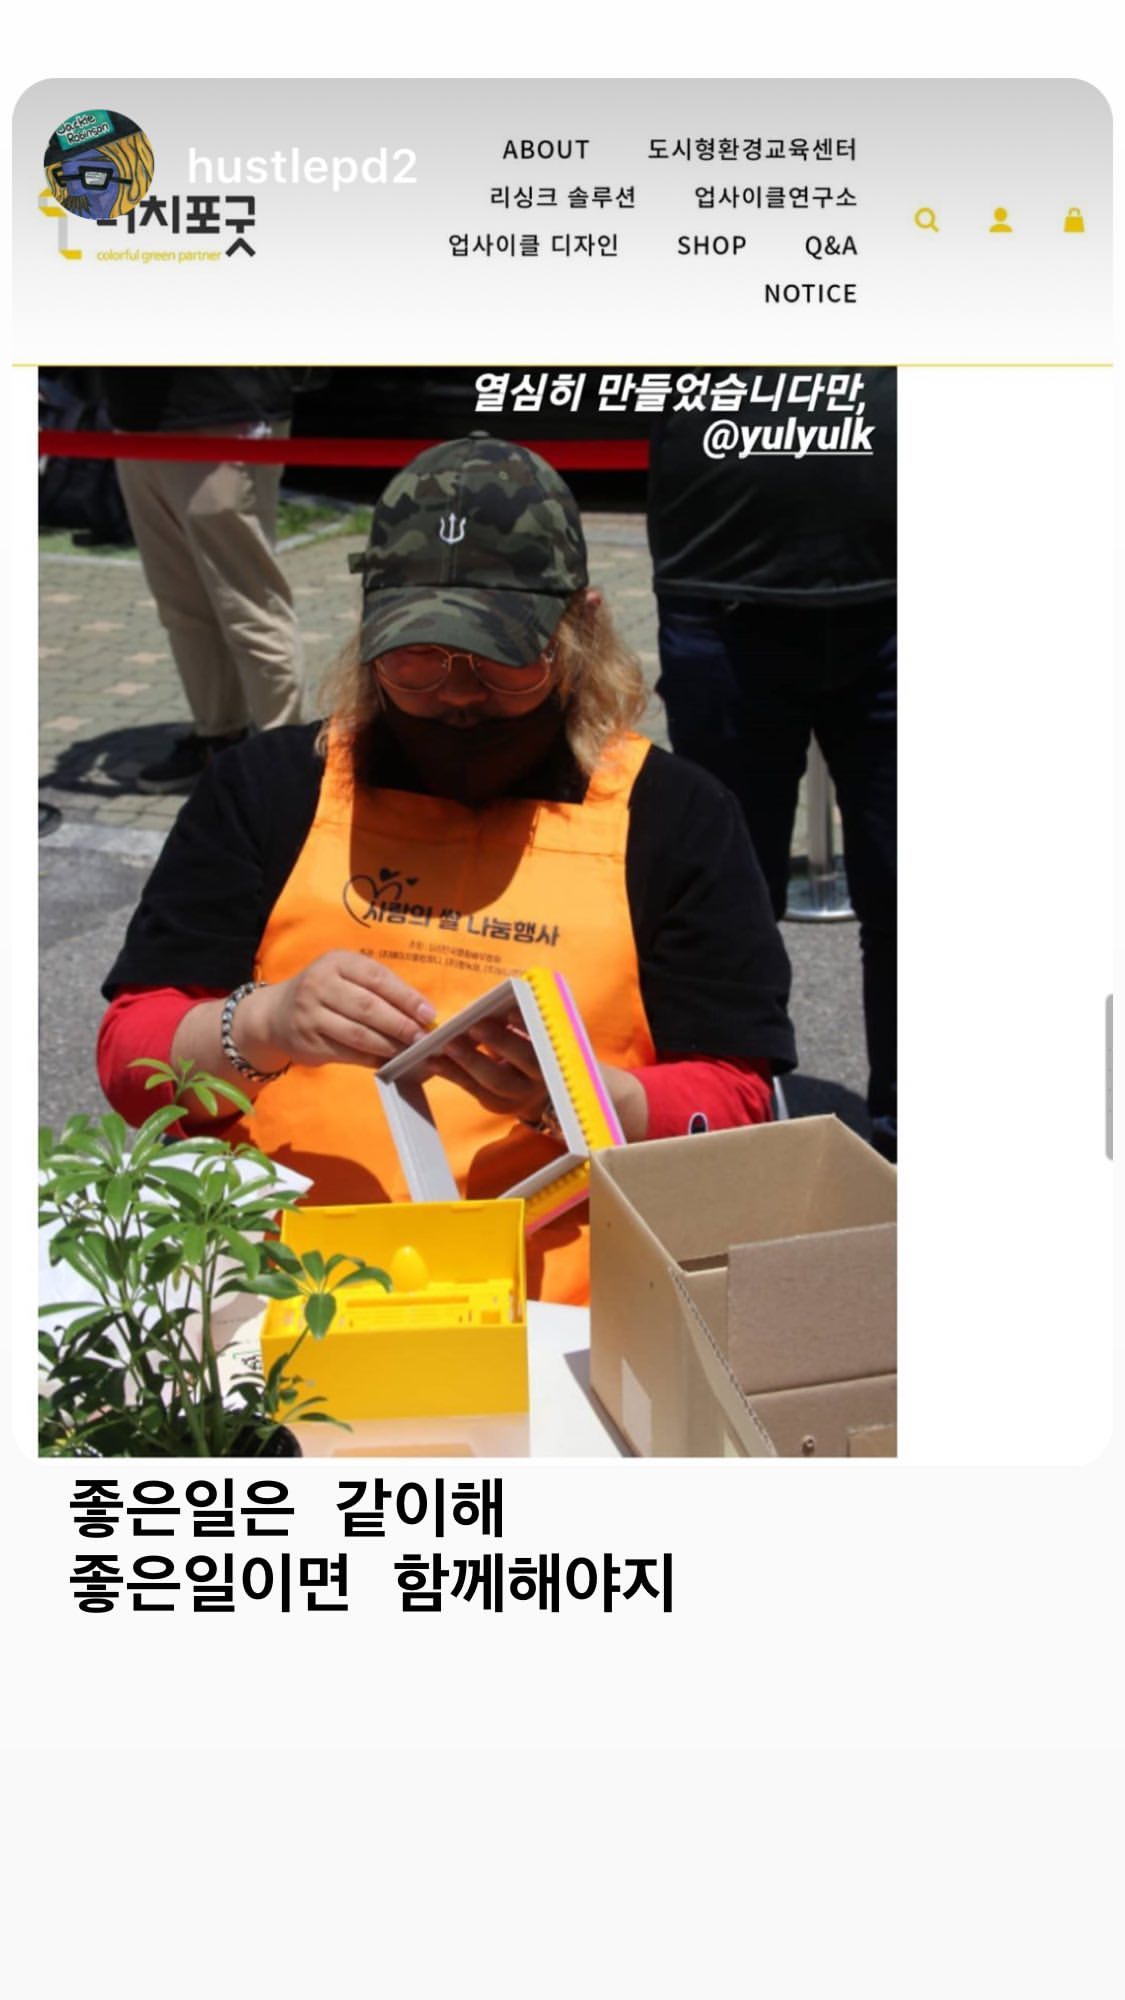 Jackie
Robinson
hustlepd2
치포굿
colorful green partner
ABOUT 도시형환경교육센터
리싱크 솔루션 업사이클연구소
업사이클 디자인 SHOP Q&A
NOTICE
열심히 만들었습니다만,
@yulyulk
사랑의 쌀 나눔행사
좋은일은 같이해
좋은일이면 함께해야지